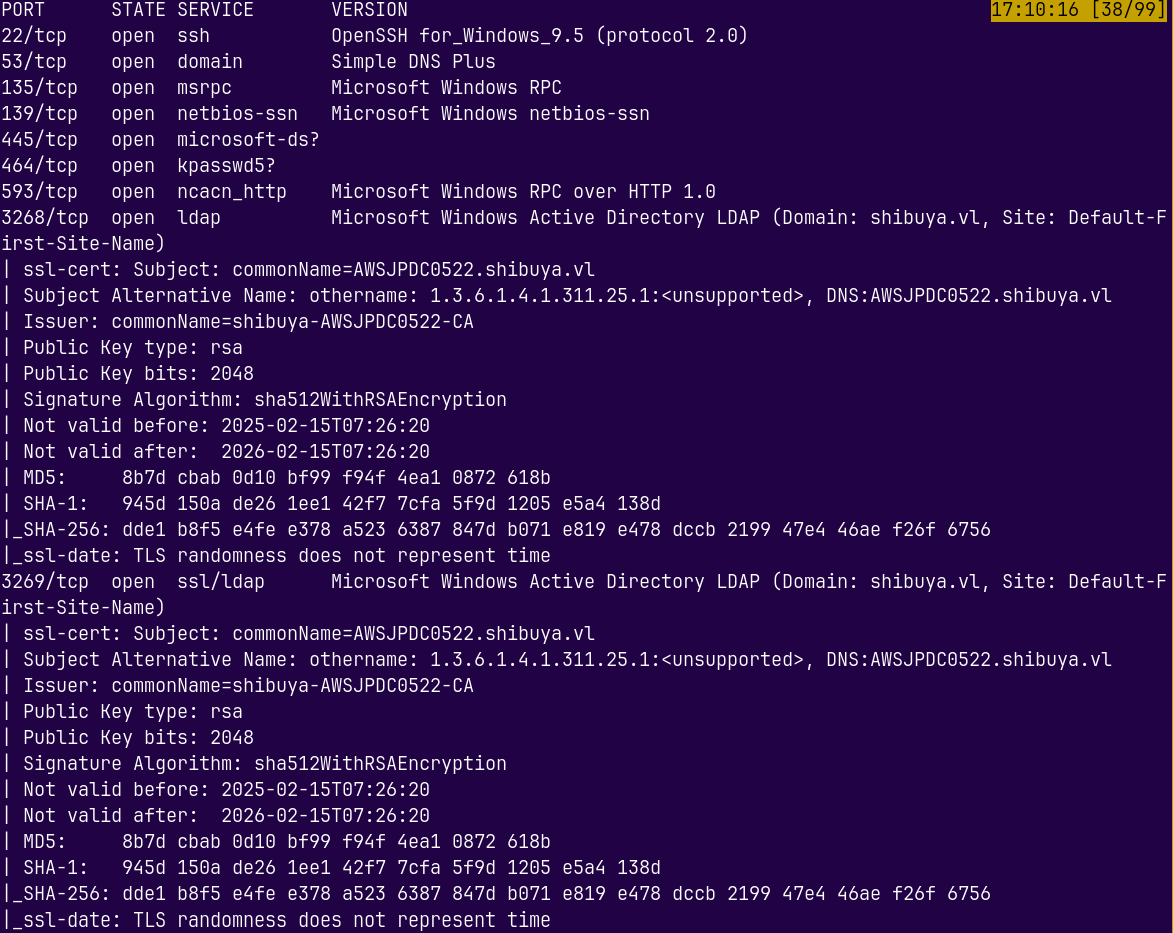 PORT     STATE SERVICE       VERSION                                                     17:10:16 [38/99]
22/tcp   open  ssh           OpenSSH for_Windows_9.5 (protocol 2.0)
53/tcp   open  domain        Simple DNS Plus
135/tcp  open  msrpc         Microsoft Windows RPC
139/tcp  open  netbios-ssn   Microsoft Windows netbios-ssn
445/tcp  open  microsoft-ds?
464/tcp  open  kpasswd5?
593/tcp  open  ncacn_http    Microsoft Windows RPC over HTTP 1.0
3268/tcp open  ldap          Microsoft Windows Active Directory LDAP (Domain: shibuya.vl, Site: Default-F
irst-Site-Name)
| ssl-cert: Subject: commonName=AWSJPDC0522.shibuya.vl
| Subject Alternative Name: othername: 1.3.6.1.4.1.311.25.1:<unsupported>, DNS:AWSJPDC0522.shibuya.vl
| Issuer: commonName=shibuya-AWSJPDC0522-CA
| Public Key type: rsa
| Public Key bits: 2048
| Signature Algorithm: sha512WithRSAEncryption
| Not valid before: 2025-02-15T07:26:20
| Not valid after:  2026-02-15T07:26:20
| MD5:     8b7d cbab 0d10 bf99 f94f 4ea1 0872 618b
| SHA-1:   945d 150a de26 1ee1 42f7 7cfa 5f9d 1205 e5a4 138d
|_SHA-256: dde1 b8f5 e4fe e378 a523 6387 847d b071 e819 e478 dccb 2199 47e4 46ae f26f 6756
|_ssl-date: TLS randomness does not represent time
3269/tcp open  ssl/ldap      Microsoft Windows Active Directory LDAP (Domain: shibuya.vl, Site: Default-F
irst-Site-Name)
| ssl-cert: Subject: commonName=AWSJPDC0522.shibuya.vl
| Subject Alternative Name: othername: 1.3.6.1.4.1.311.25.1:<unsupported>, DNS:AWSJPDC0522.shibuya.vl
| Issuer: commonName=shibuya-AWSJPDC0522-CA
| Public Key type: rsa
| Public Key bits: 2048
| Signature Algorithm: sha512WithRSAEncryption
| Not valid before: 2025-02-15T07:26:20
| Not valid after:  2026-02-15T07:26:20
| MD5:     8b7d cbab 0d10 bf99 f94f 4ea1 0872 618b
| SHA-1:   945d 150a de26 1ee1 42f7 7cfa 5f9d 1205 e5a4 138d
|_SHA-256: dde1 b8f5 e4fe e378 a523 6387 847d b071 e819 e478 dccb 2199 47e4 46ae f26f 6756
|_ssl-date: TLS randomness does not represent time